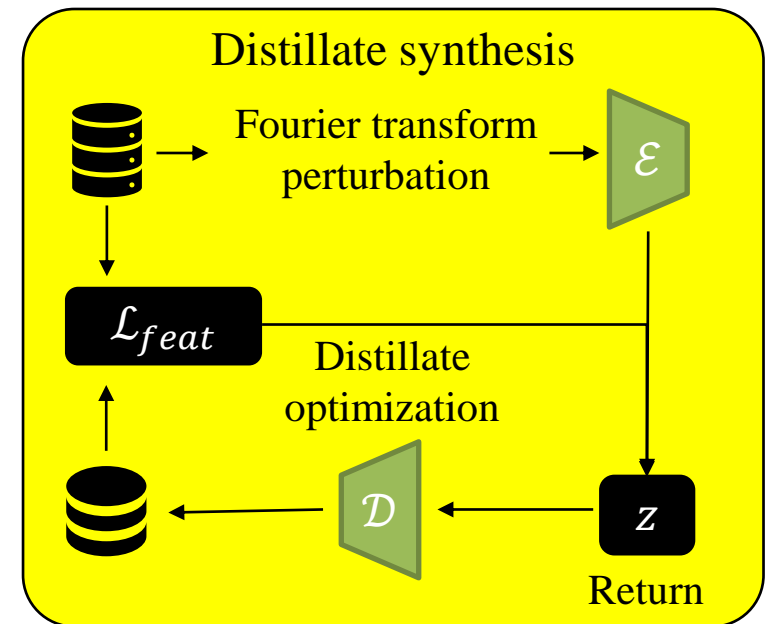 Distillate synthesis
Fourier transform
perturbation
ℰ
ℒ_feat
Distillate
optimization
𝒟
z
Return